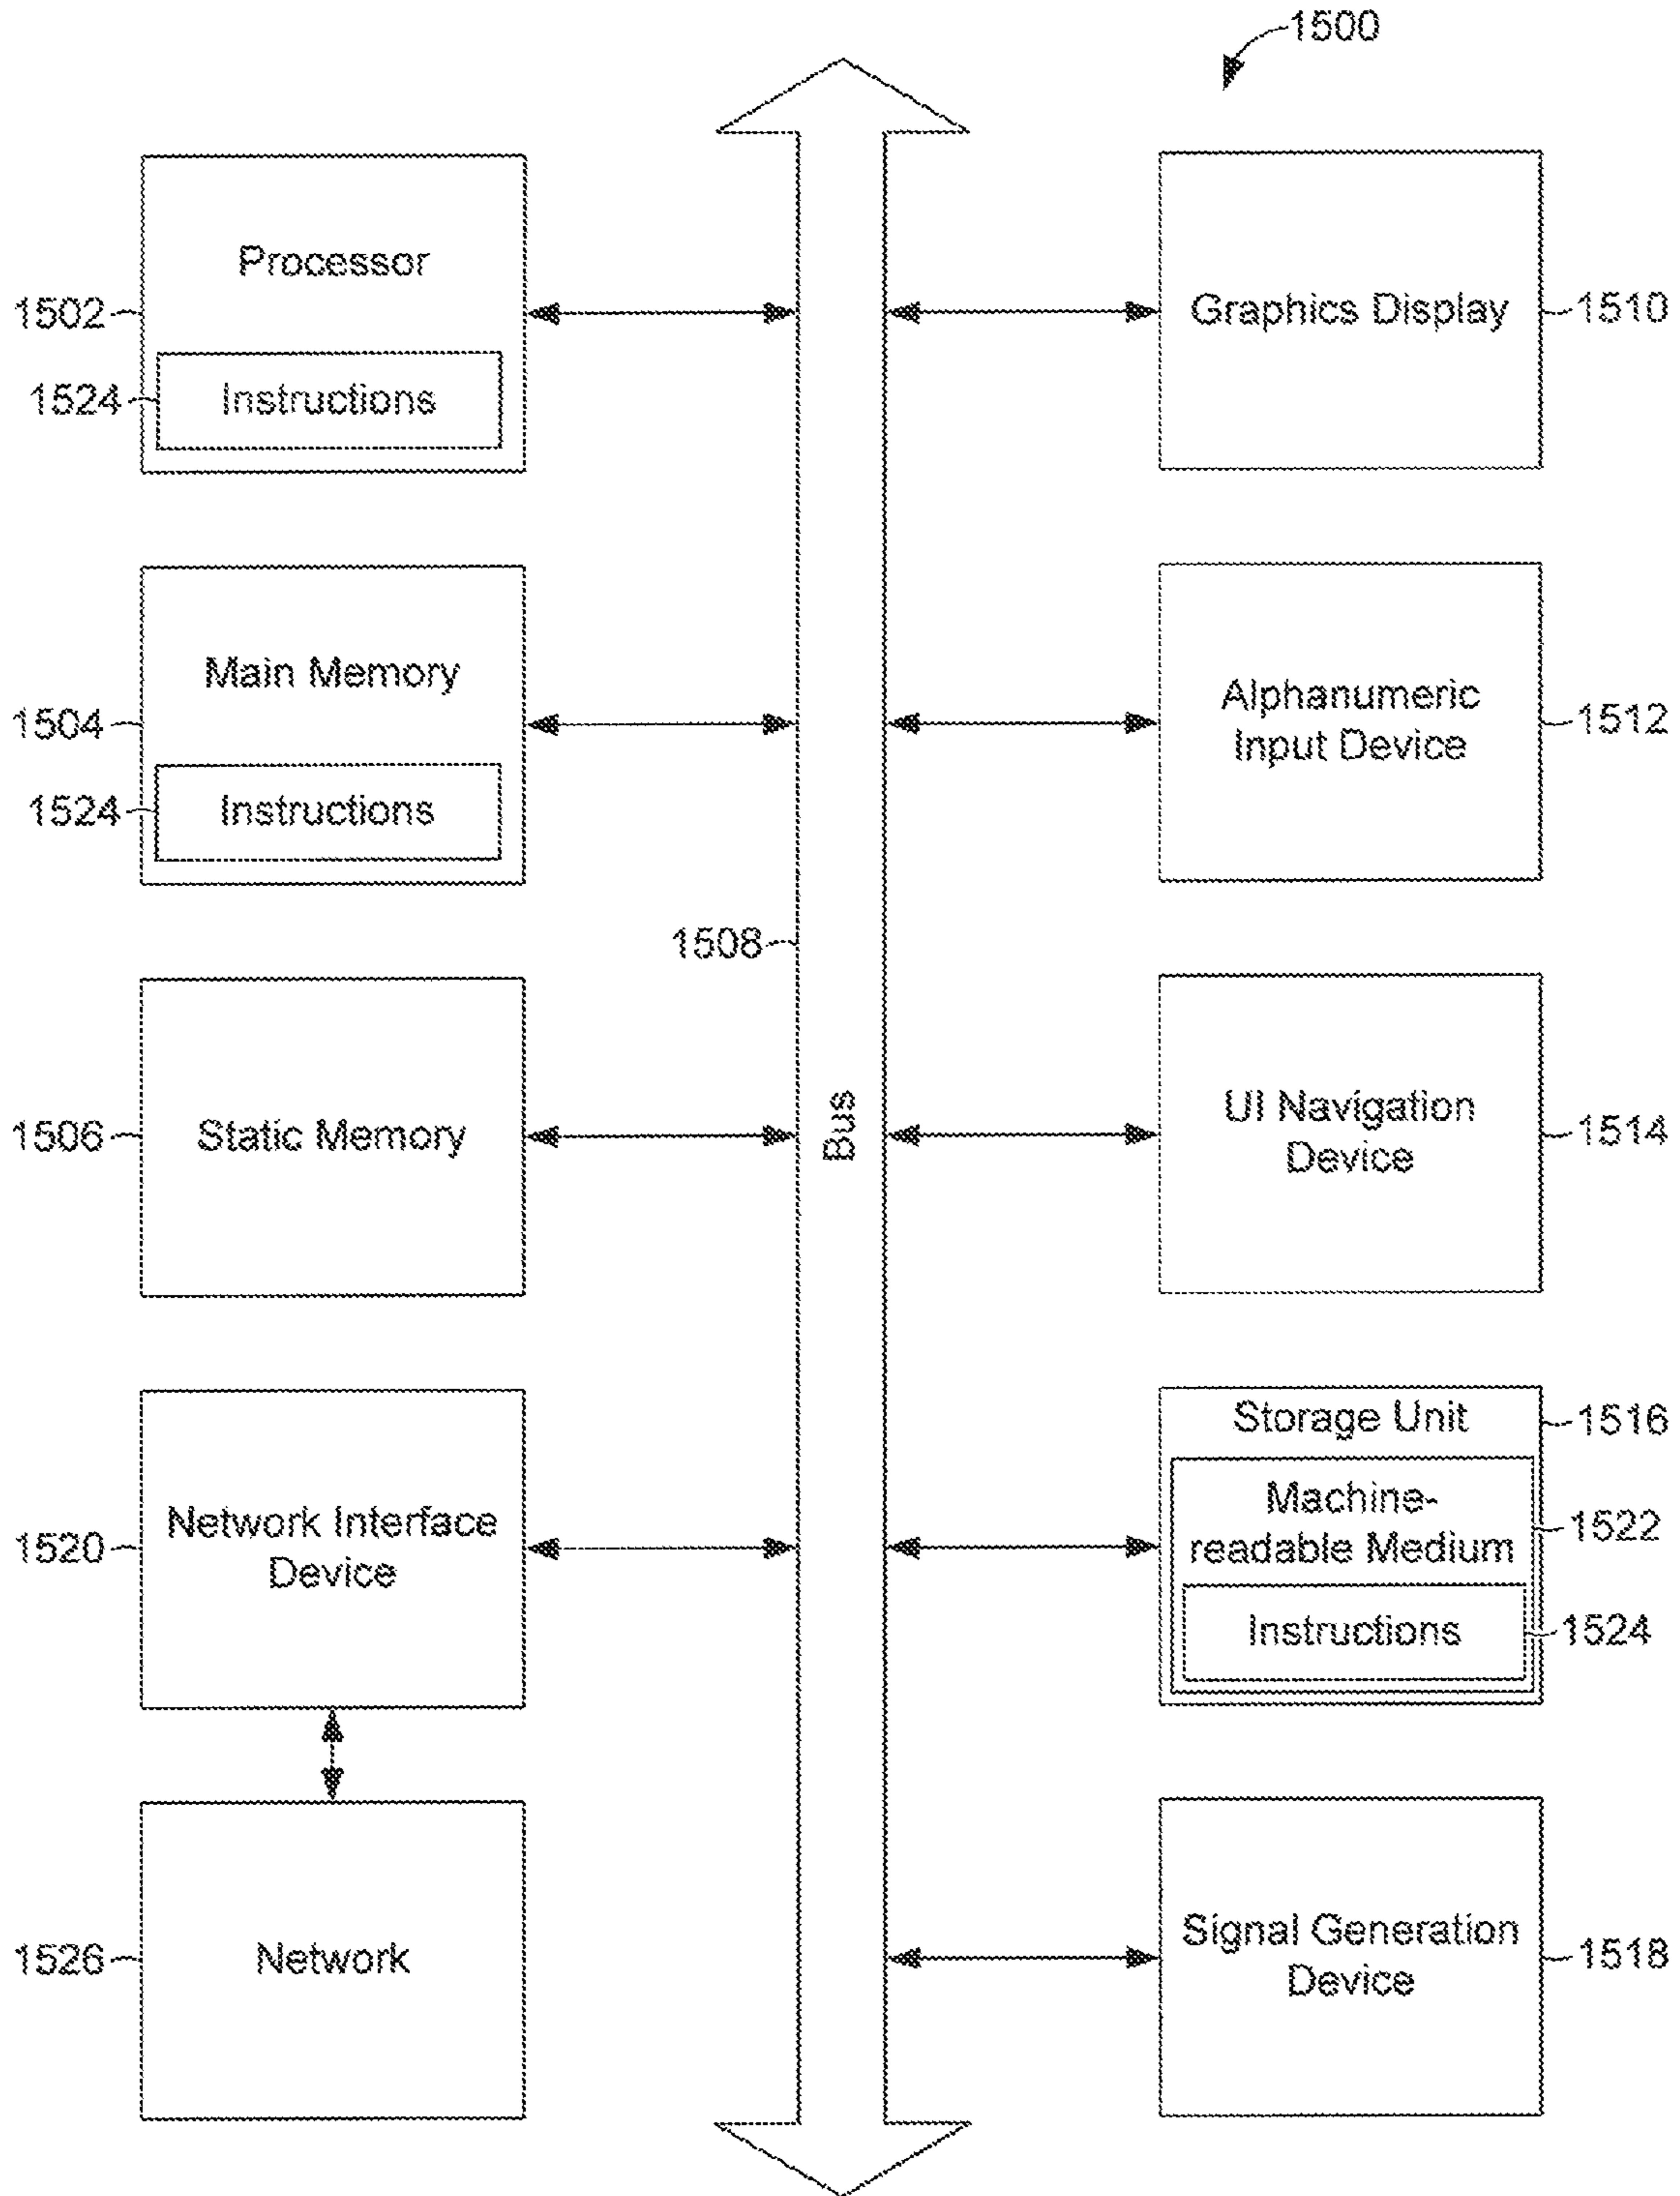 1500
Processor
1502
1524
Instructions
Graphics Display
1510
Main Memory
1504
1524
Instructions
Alphanumeric
Input Device
1512
1508
Bus
Static Memory
1506
UI Navigation
Device
1514
Network Interface
Device
1520
Storage Unit
1516
Machine-
readable Medium
1522
Instructions
1524
Network
1526
Signal Generation
Device
1518